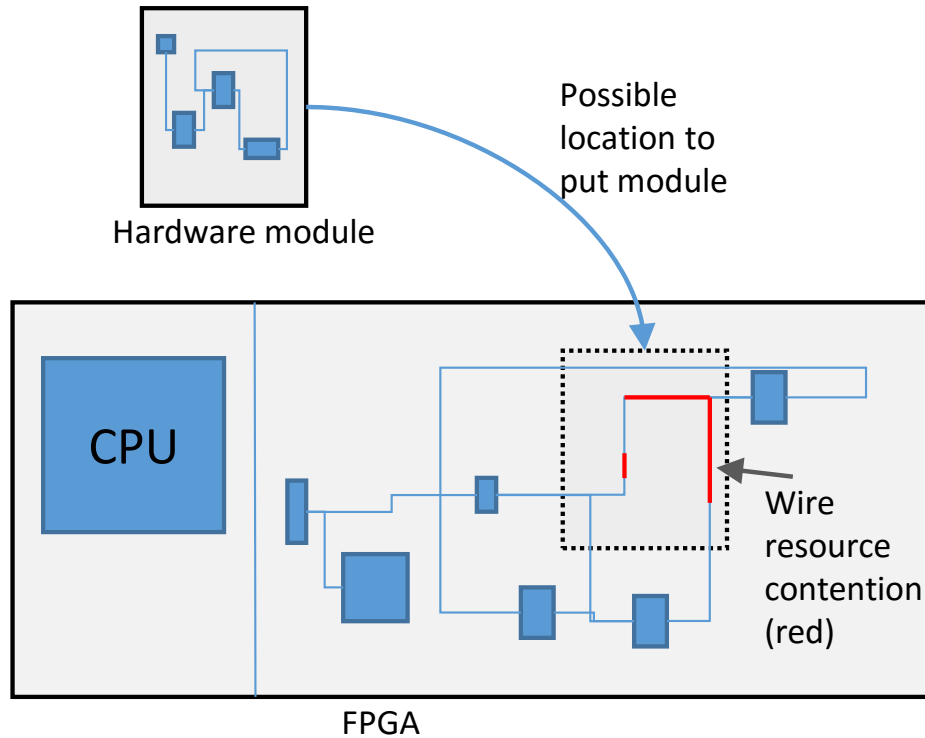 Possible
location to
put module
Hardware module
CPU
Wire
resource
contention
(red)
FPGA